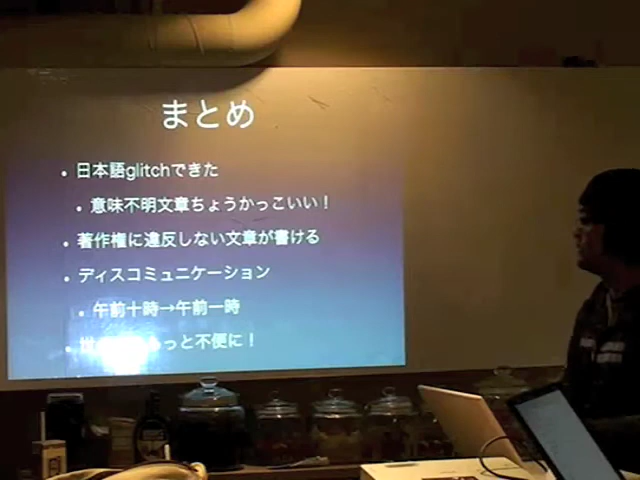 まとめ
日本語glitchできた
意味不明文章ちょうかっこいい！
著作権に違反しない文章が書ける
ディスコミュニケーション
午前十時→午前一時
もっと不便に！